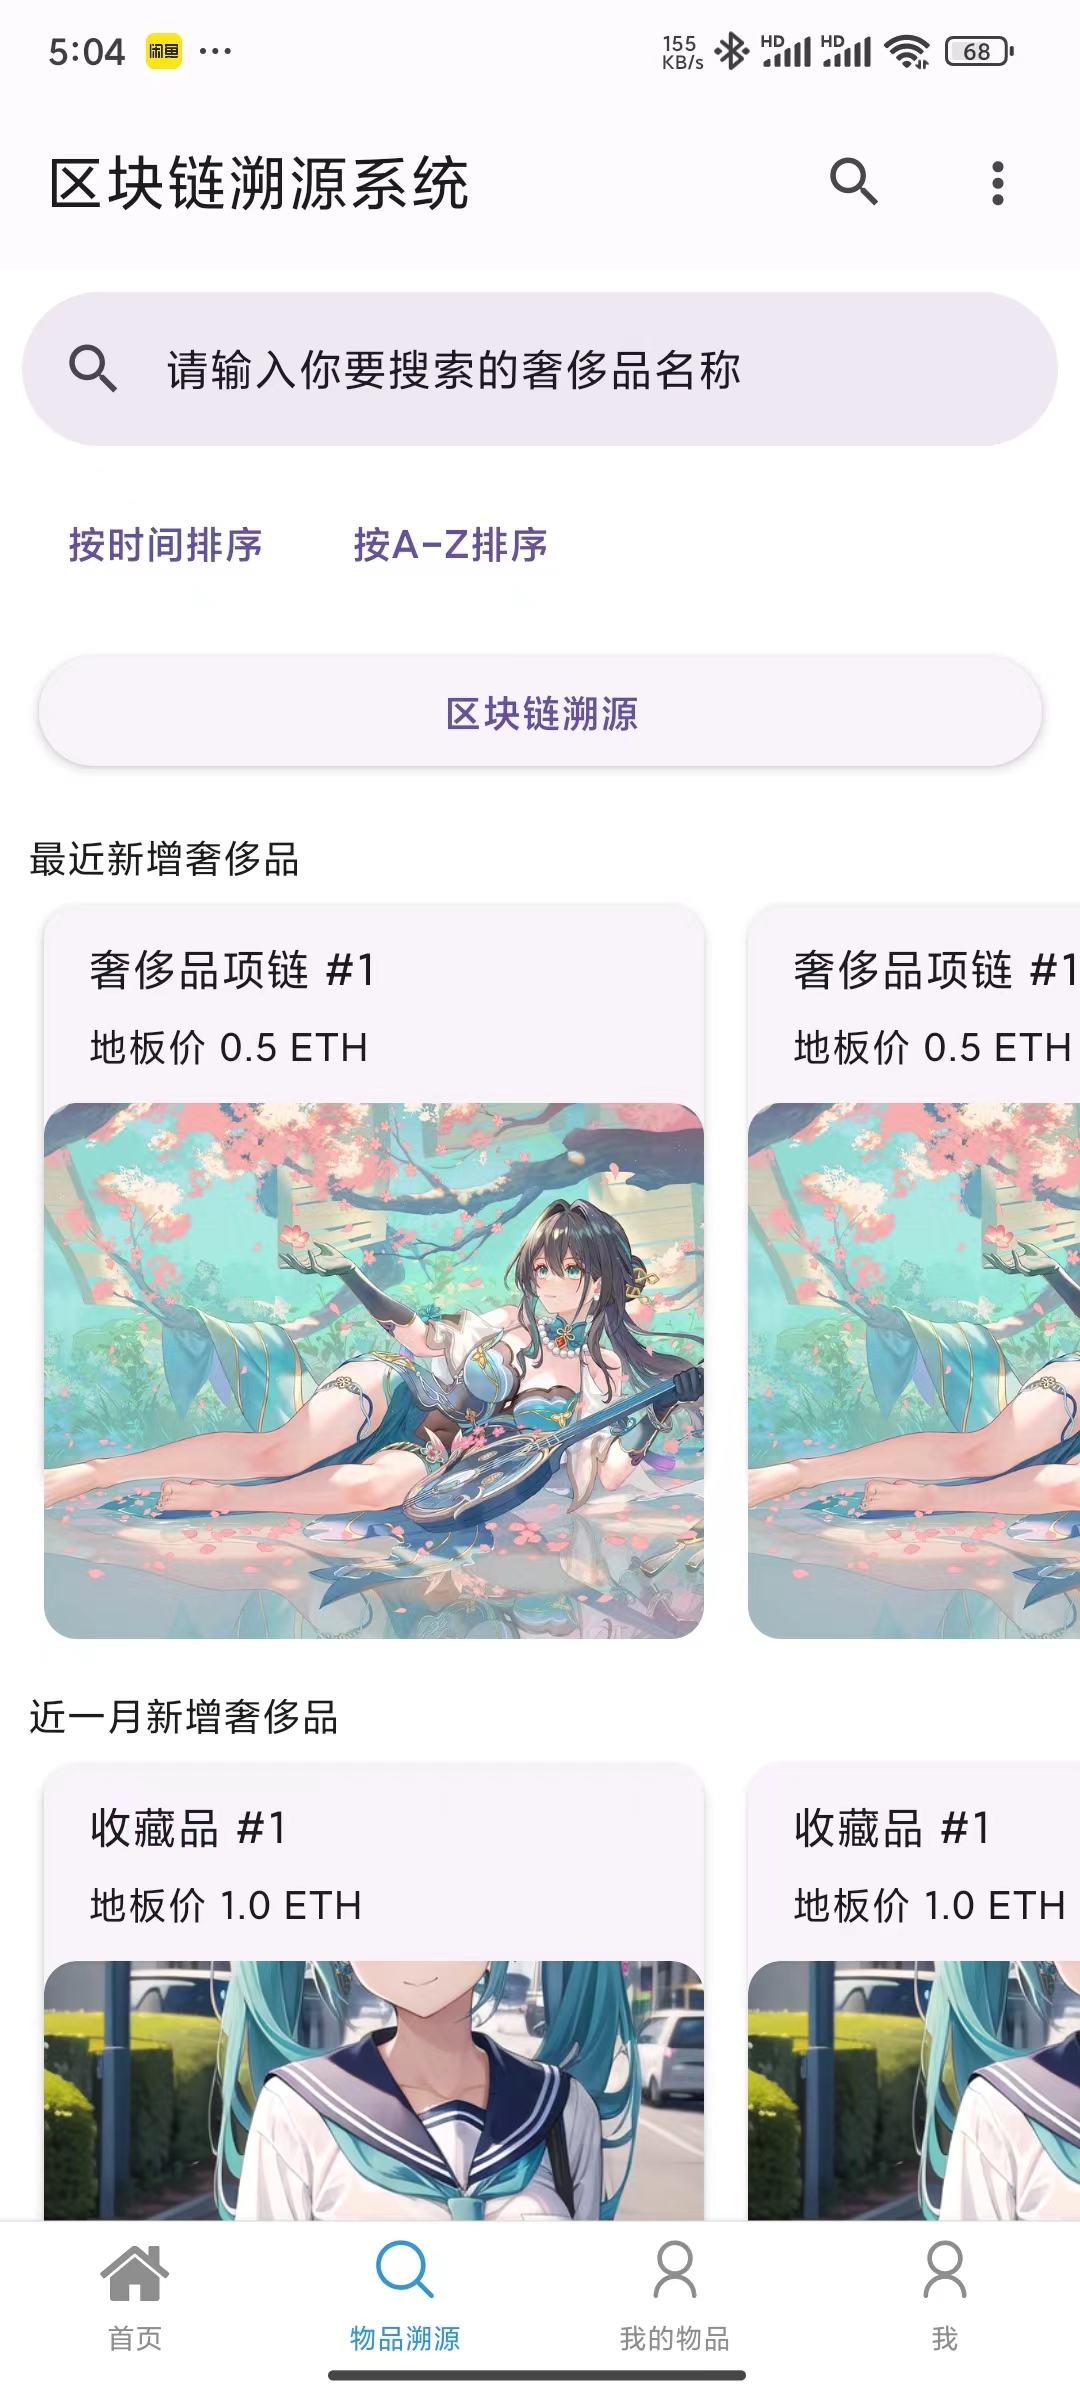 5:04 闲鱼 ··· 155 KB/s HD HD 68
区块链溯源系统
请输入你要搜索的奢侈品名称
按时间排序 按A-Z排序
区块链溯源
最近新增奢侈品
奢侈品项链 #1 奢侈品项链 #1
地板价 0.5 ETH 地板价 0.5 ETH
近一月新增奢侈品
收藏品 #1 收藏品 #1
地板价 1.0 ETH 地板价 1.0 ETH
首页 物品溯源 我的物品 我